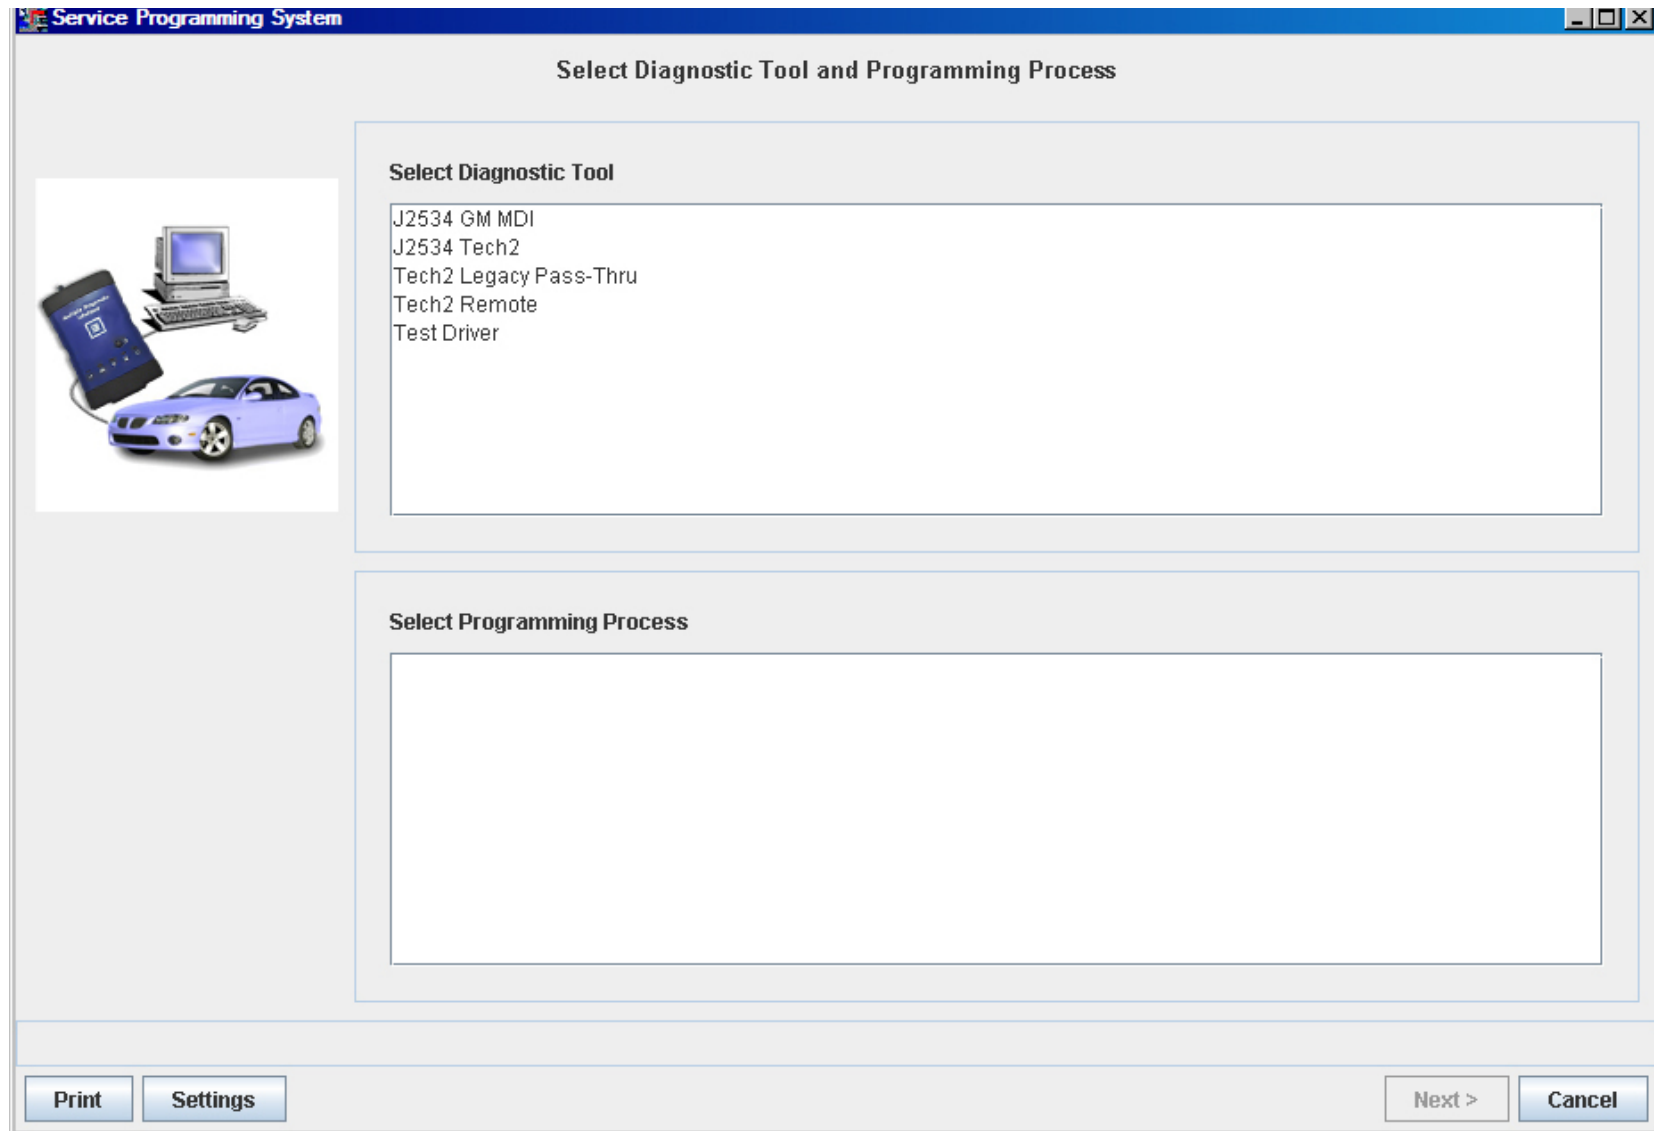 Service Programming System
Select Diagnostic Tool and Programming Process
Select Diagnostic Tool
J2534 GM MDI
J2534 Tech2
Tech2 Legacy Pass-Thru
Tech2 Remote
Test Driver
Select Programming Process
Print
Settings
Next >
Cancel